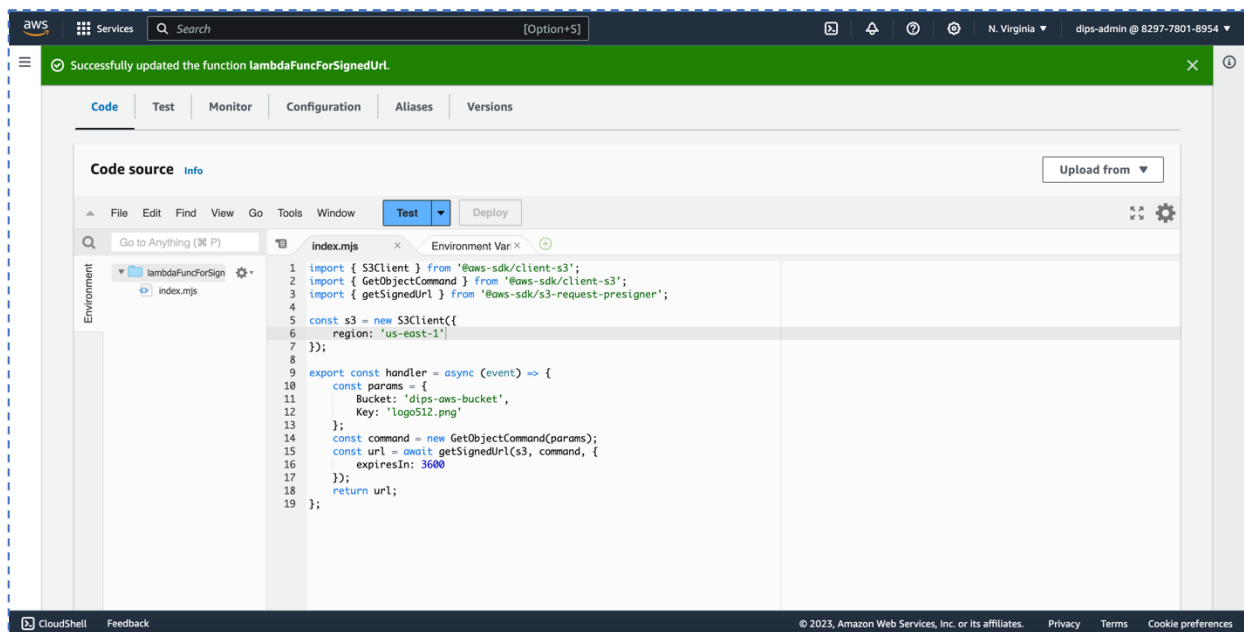 aws Services Search [Option+S] N. Virginia ▼ dips-admin @ 8297-7801-8954 ▼
Successfully updated the function lambdaFuncForSignedUrl.
Code Test Monitor Configuration Aliases Versions
Code source Info Upload from ▼
File Edit Find View Go Tools Window Test Deploy
Go to Anything (⌘ P) index.mjs × Environment Vari ×
Environment
lambdaFuncForSign
index.mjs
1 import { S3Client } from '@aws-sdk/client-s3';
2 import { GetObjectCommand } from '@aws-sdk/client-s3';
3 import { getSignedUrl } from '@aws-sdk/s3-request-presigner';
4
5 const s3 = new S3Client({
6     region: 'us-east-1'
7 });
8
9 export const handler = async (event) => {
10     const params = {
11         Bucket: 'dips-aws-bucket',
12         Key: 'logo512.png'
13     };
14     const command = new GetObjectCommand(params);
15     const url = await getSignedUrl(s3, command, {
16         expiresIn: 3600
17     });
18     return url;
19 };
CloudShell Feedback © 2023, Amazon Web Services, Inc. or its affiliates. Privacy Terms Cookie preferences